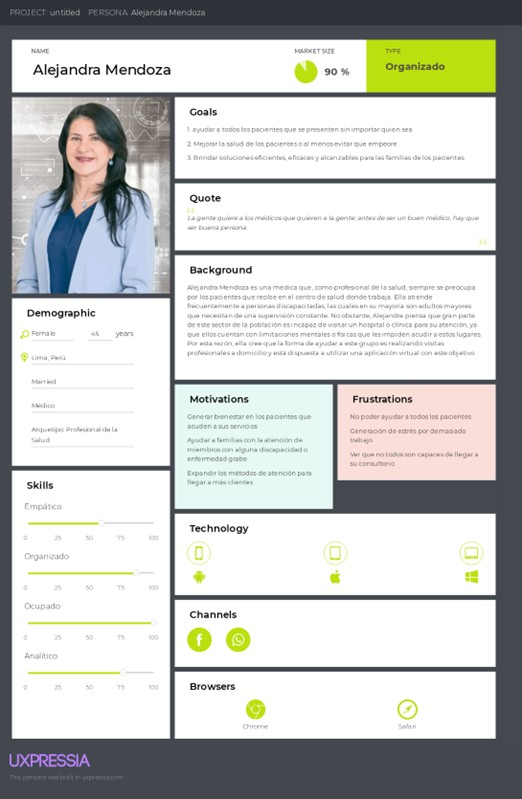 PROJECT: untitled PERSONA: Alejandra Mendoza
NAME
Alejandra Mendoza
MARKET SIZE
90 %
TYPE
Organizado
Goals
1. ayudar a todos los pacientes que se presenten sin importar quien sea.
2. Mejorar la salud de los pacientes o al menos evitar que empeore.
3. Brindar soluciones eficientes, eficaces y alcanzables para las familias de los pacientes.
Quote
La gente quiere a los médicos que quieren a la gente; antes de ser un buen médico, hay que
ser buena persona
Background
Alejandra Mendoza es una médica que, como profesional de la salud, siempre se preocupa
por los pacientes que recibe en el centro de salud donde trabaja. Ella atiende
frecuentemente a personas discapacitadas, las cuales en su mayoría son adultos mayores
que necesitan de una supervisión constante. No obstante, Alejandra piensa que gran parte
de este sector de la población es incapaz de visitar un hospital o clínica para su atención, ya
que ellos cuentan con limitaciones mentales o físicas que les impiden acudir a estos lugares.
Por esta razón, ella cree que la forma de ayudar a este grupo es realizando visitas
profesionales a domicilio y está dispuesta a utilizar una aplicación virtual con este objetivo
Demographic
Female 45 years
Lima, Perú
Married
Médico
Arquetipo: Profesional de la
Salud
Motivations
Generar bienestar en los pacientes que
acuden a sus servicios
Ayudar a familias con la atención de
miembros con alguna discapacidad o
enfermedad grabe
Expandir los métodos de atención para
llegar a más clientes
Frustrations
No poder ayudar a todos los pacientes
Generación de estrés por demasiado
trabajo
Ver que no todos son capaces de llegar a
su consultorio
Skills
Empático
0 25 50 75 100
Organizado
0 25 50 75 100
Ocupado
0 25 50 75 100
Analítico
0 25 50 75 100
Technology
Channels
Browsers
Chrome
Safari
UXPRESSIA
This persona was built in uxpressia.com